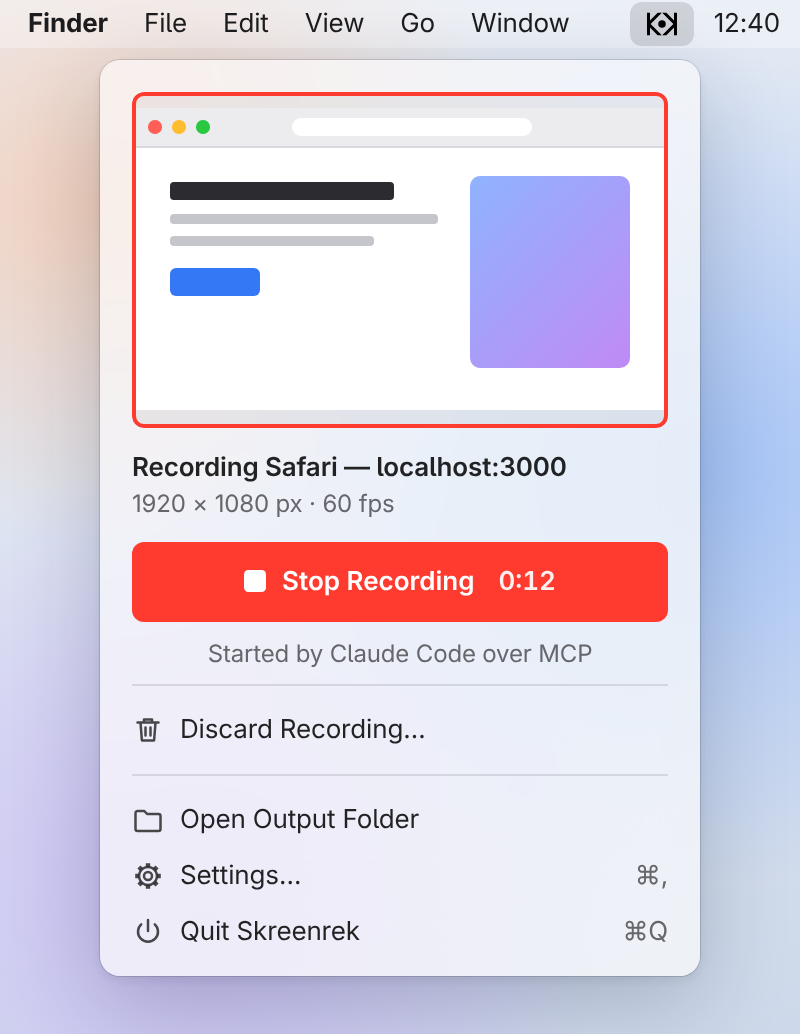 Finder File Edit View Go Window 12:40
Recording Safari — localhost:3000
1920 × 1080 px · 60 fps
Stop Recording 0:12
Started by Claude Code over MCP
Discard Recording...
Open Output Folder
Settings... ⌘,
Quit Skreenrek ⌘Q